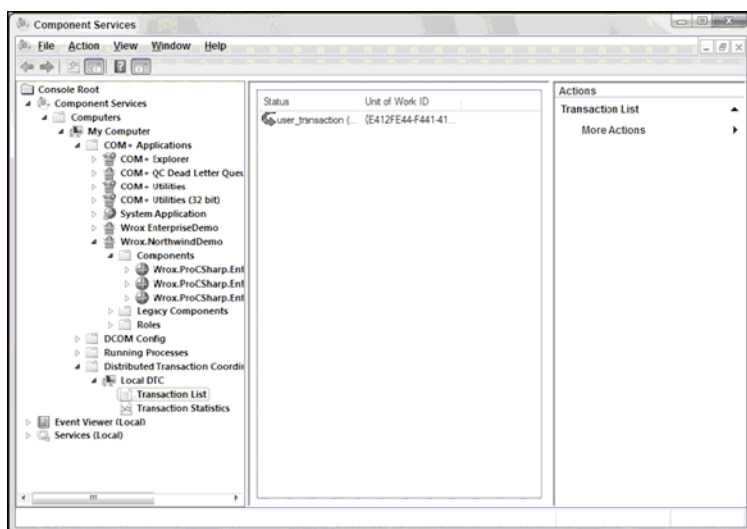 Component Services
File Action View Window Help
Console Root
Component Services
Computers
My Computer
COM+ Applications
COM+ Explorer
COM+ QC Dead Letter Queu
COM+ Utilities
COM+ Utilities (32 bit)
System Application
Wrox EnterpriseDemo
Wrox.NorthwindDemo
Components
Wrox.ProCSharp.Ent
Wrox.ProCSharp.Ent
Wrox.ProCSharp.Ent
Legacy Components
Roles
DCOM Config
Running Processes
Distributed Transaction Coordin
Local DTC
Transaction List
Transaction Statistics
Event Viewer (Local)
Services (Local)
Status Unit of Work ID
user_transaction (... {E412FE44-F441-41...
Actions
Transaction List
More Actions